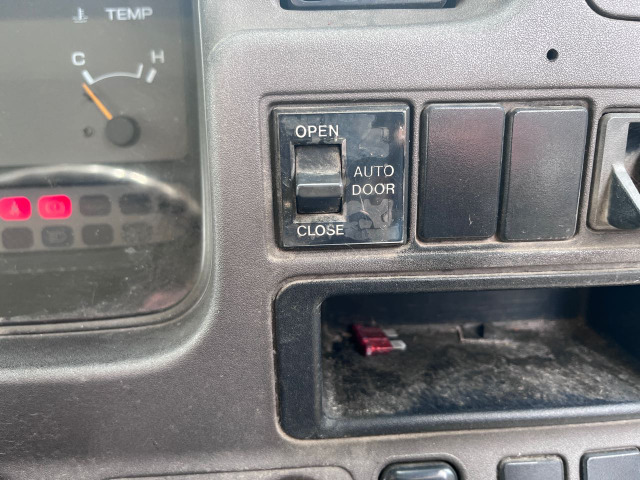 TEMP
C H
OPEN
AUTO
DOOR
CLOSE